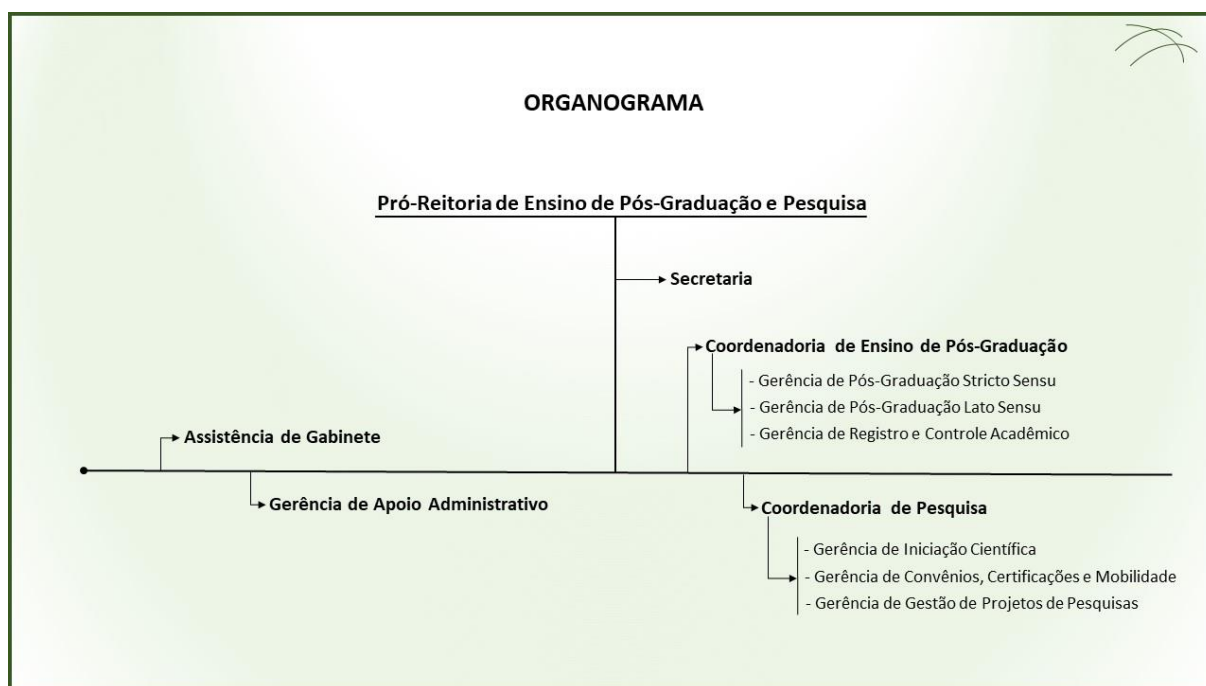 ORGANOGRAMA
Pró-Reitoria de Ensino de Pós-Graduação e Pesquisa
Secretaria
Coordenadoria de Ensino de Pós-Graduação
- Gerência de Pós-Graduação Stricto Sensu
- Gerência de Pós-Graduação Lato Sensu
- Gerência de Registro e Controle Acadêmico
Assistência de Gabinete
Gerência de Apoio Administrativo
Coordenadoria de Pesquisa
- Gerência de Iniciação Científica
- Gerência de Convênios, Certificações e Mobilidade
- Gerência de Gestão de Projetos de Pesquisas